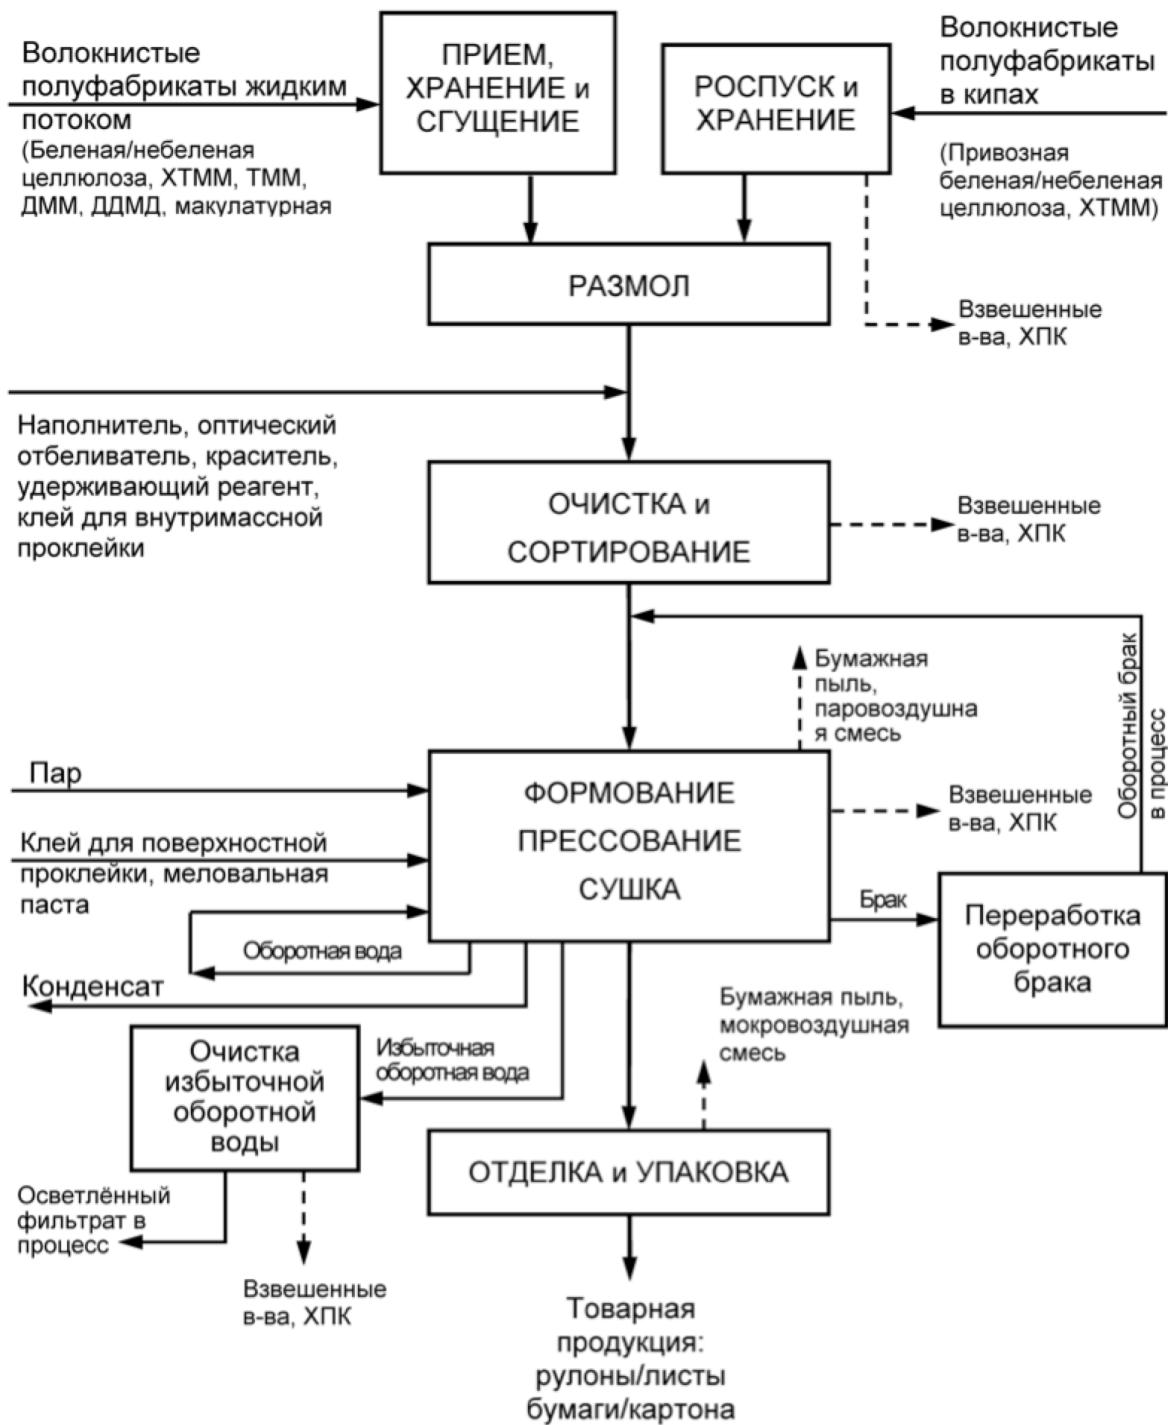 Волокнистые
полуфабрикаты жидким
потоком
(Беленая/небеленая
целлюлоза, ХТММ, ТММ,
ДММ, ДДМД, макулатурная
ПРИЕМ,
ХРАНЕНИЕ и
СГУЩЕНИЕ
РОСПУСК и
ХРАНЕНИЕ
Волокнистые
полуфабрикаты
в кипах
(Привозная
беленая/небеленая
целлюлоза, ХТММ)
РАЗМОЛ
Взвешенные
в-ва, ХПК
Наполнитель, оптический
отбеливатель, краситель,
удерживающий реагент,
клей для внутримассной
проклейки
ОЧИСТКА и
СОРТИРОВАНИЕ
Взвешенные
в-ва, ХПК
Бумажная
пыль,
паровоздушна
я смесь
Оборотный брак
в процесс
Пар
Клей для поверхностной
проклейки, меловальная
паста
ФОРМОВАНИЕ
ПРЕССОВАНИЕ
СУШКА
Взвешенные
в-ва, ХПК
Брак
Переработка
оборотного
брака
Оборотная вода
Конденсат
Бумажная пыль,
мокровоздушная
смесь
Очистка
избыточной
оборотной
воды
Избыточная
оборотная вода
ОТДЕЛКА и УПАКОВКА
Осветлённый
фильтрат в
процесс
Взвешенные
в-ва, ХПК
Товарная
продукция:
рулоны/листы
бумаги/картона